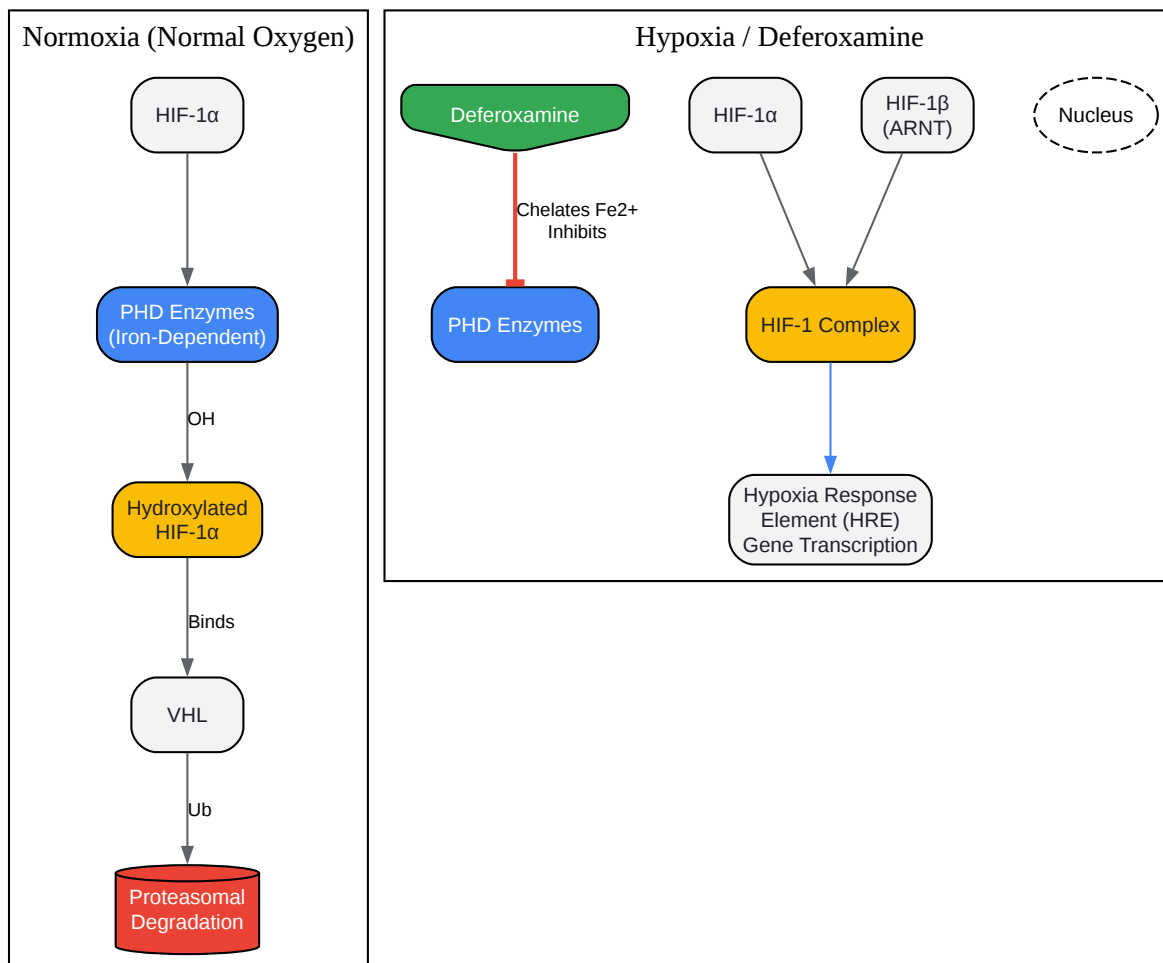 Normoxia (Normal Oxygen)
HIF-1α
PHD Enzymes
(Iron-Dependent)
OH
Hydroxylated
HIF-1α
Binds
VHL
Ub
Proteasomal
Degradation
Hypoxia / Deferoxamine
Deferoxamine
HIF-1α
HIF-1β
(ARNT)
Nucleus
Chelates Fe2+
Inhibits
PHD Enzymes
HIF-1 Complex
Hypoxia Response
Element (HRE)
Gene Transcription